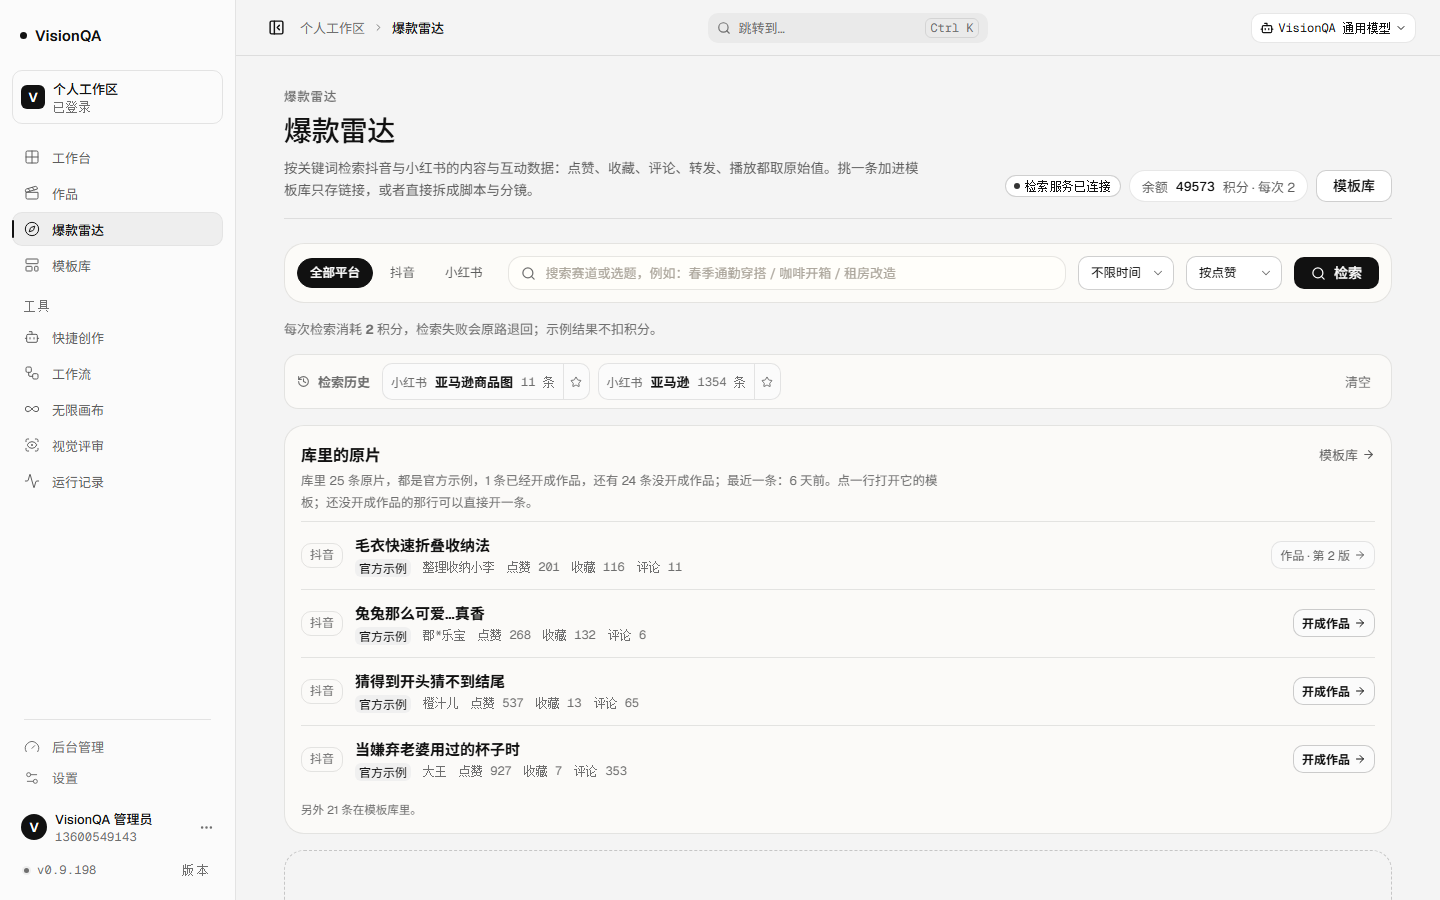 VisionQA
V
个人工作区
已登录
工作台
作品
爆款雷达
模板库
工具
快捷创作
工作流
无限画布
视觉评审
运行记录
后台管理
设置
V
VisionQA 管理员
13600549143
v0.9.198
版本
个人工作区 > 爆款雷达
跳转到...
Ctrl K
VisionQA 通用模型
爆款雷达
爆款雷达
按关键词检索抖音与小红书的内容与互动数据：点赞、收藏、评论、转发、播放都取原始值。挑一条加进模
板库只存链接，或者直接拆成脚本与分镜。
检索服务已连接
余额 49573 积分 · 每次 2
模板库
全部平台
抖音
小红书
搜索赛道或选题，例如：春季通勤穿搭 / 咖啡开箱 / 租房改造
不限时间
按点赞
检索
每次检索消耗 2 积分，检索失败会原路退回；示例结果不扣积分。
检索历史
小红书 亚马逊商品图 11 条
小红书 亚马逊 1354 条
清空
库里的原片
模板库 →
库里 25 条原片，都是官方示例，1 条已经开成作品，还有 24 条没开成作品；最近一条：6 天前。点一行打开它的模
板；还没开成作品的那行可以直接开一条。
抖音
毛衣快速折叠收纳法
官方示例 整理收纳小李 点赞 201 收藏 116 评论 11
作品 · 第 2 版 →
抖音
兔兔那么可爱...真香
官方示例 郡*乐宝 点赞 268 收藏 132 评论 6
开成作品 →
抖音
猜得到开头猜不到结尾
官方示例 橙汁儿 点赞 537 收藏 13 评论 65
开成作品 →
抖音
当嫌弃老婆用过的杯子时
官方示例 大王 点赞 927 收藏 7 评论 353
开成作品 →
另外 21 条在模板库里。